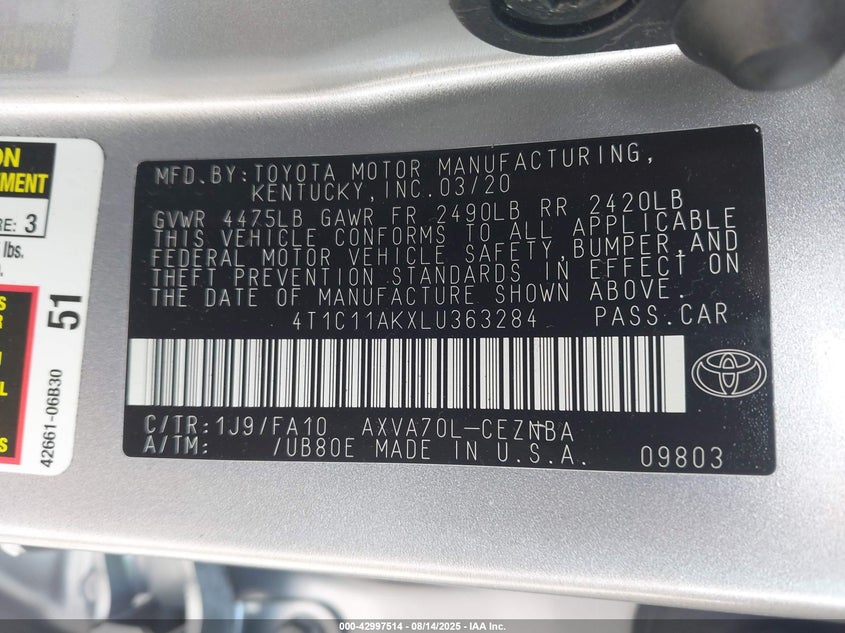 MFD.BY:TOYOTA MOTOR MANUFACTURING,
KENTUCKY,INC.03/20
GVWR 4475LB GAWR FR 2490LB RR 2420LB
THIS VEHICLE CONFORMS TO ALL APPLICABLE
FEDERAL MOTOR VEHICLE SAFETY,BUMPER,AND
THEFT PREVENTION STANDARDS IN EFFECT ON
THE DATE OF MANUFACTURE SHOWN ABOVE.
4T1C11AKXLU363284 PASS.CAR
C/TR:1J9/FA10 AXVA70L-CEZNBA
A/TM: /UB80E MADE IN U.S.A. 09803
ON
EMENT
RE: 3
lbs.
51
42661-06B30
000-42997514 08/14/2025 - IAA Inc.